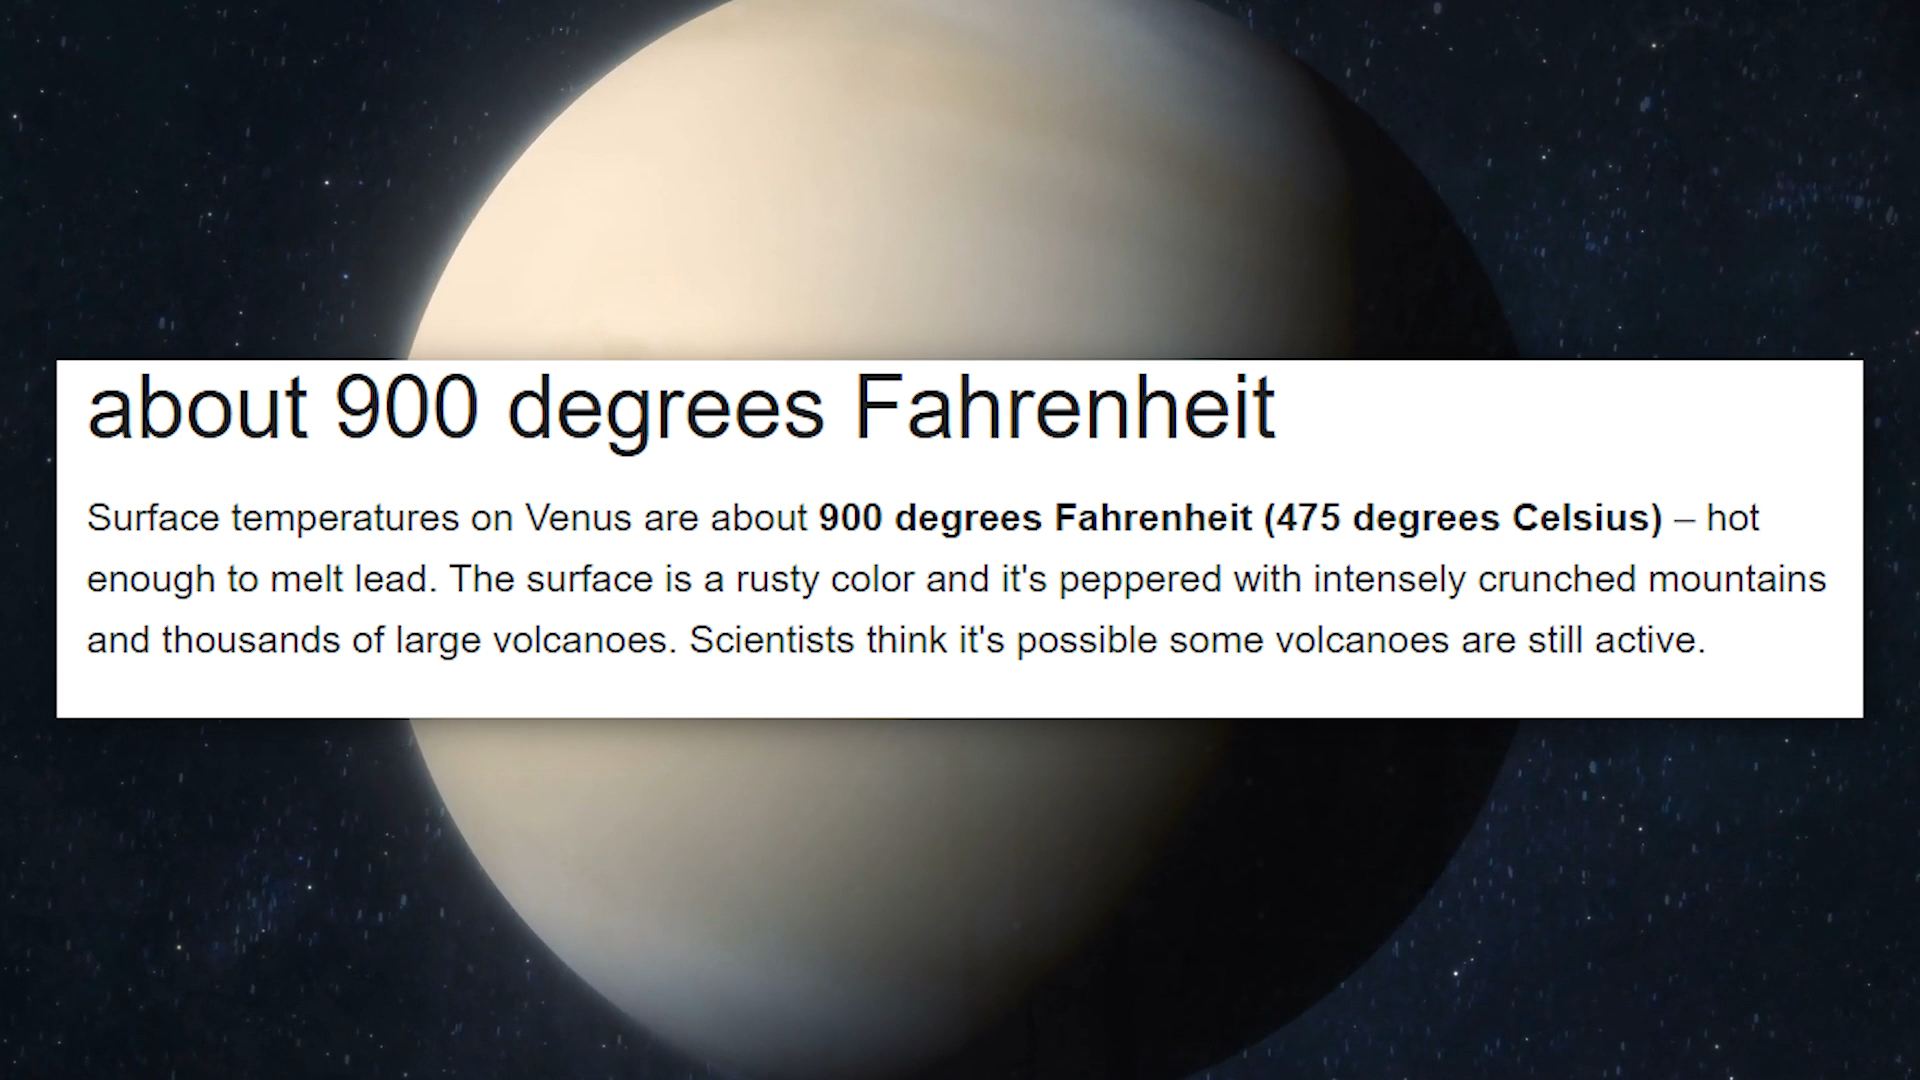 about 900 degrees Fahrenheit
Surface temperatures on Venus are about 900 degrees Fahrenheit (475 degrees Celsius) – hot
enough to melt lead. The surface is a rusty color and it's peppered with intensely crunched mountains
and thousands of large volcanoes. Scientists think it's possible some volcanoes are still active.